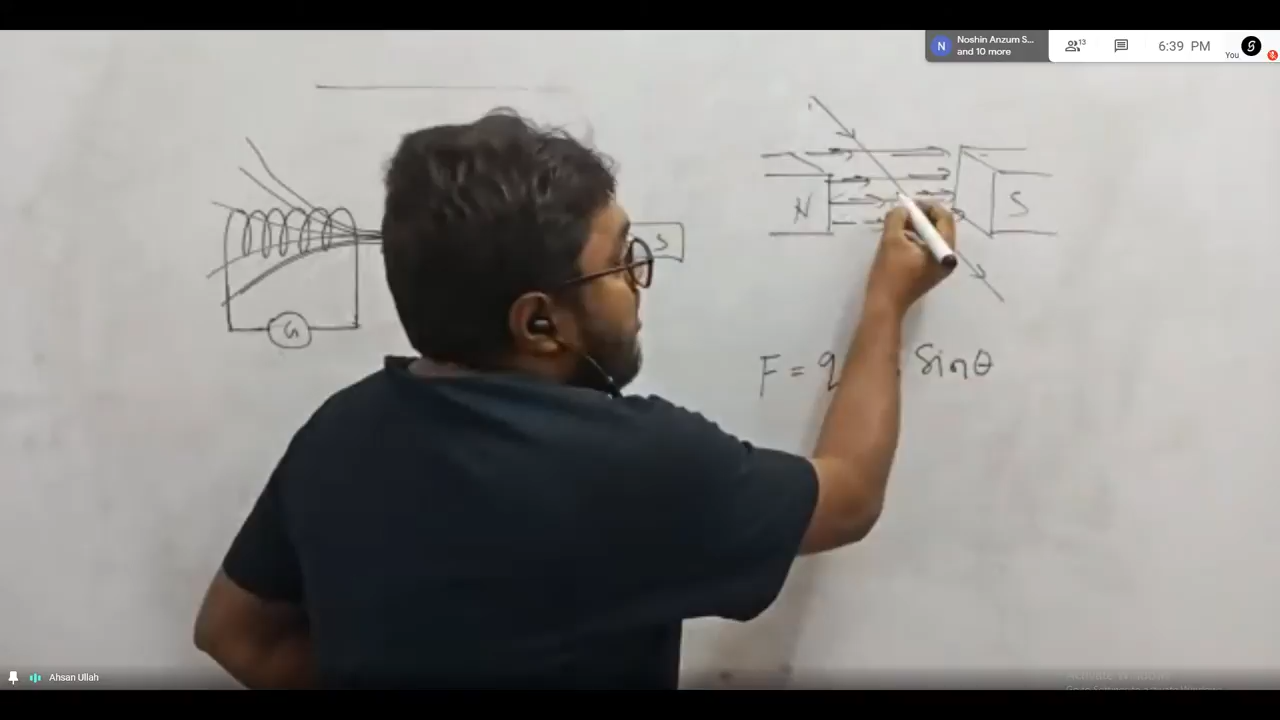 Noshin Anzum S...
and 10 more
13
6:39 PM
You
N
S
S
G
F = q sinθ
Ahsan Ullah